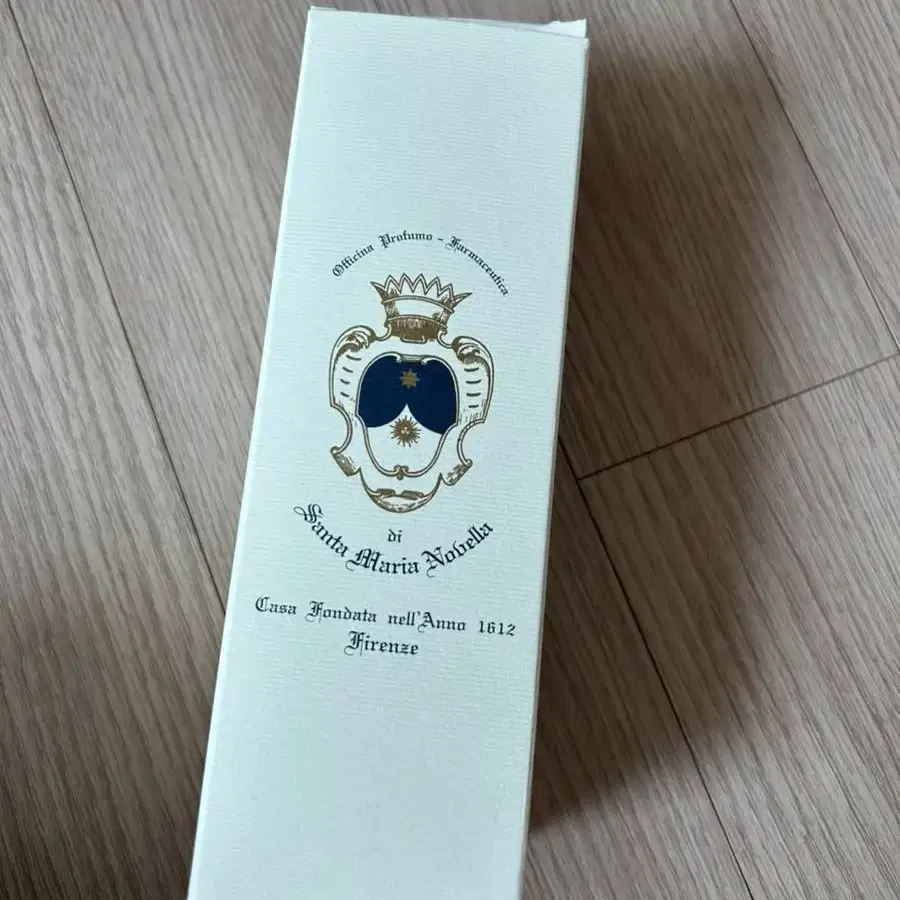 Officina Profumo - Farmaceutica
di
Santa Maria Novella
Casa Fondata nell'Anno 1612
Firenze